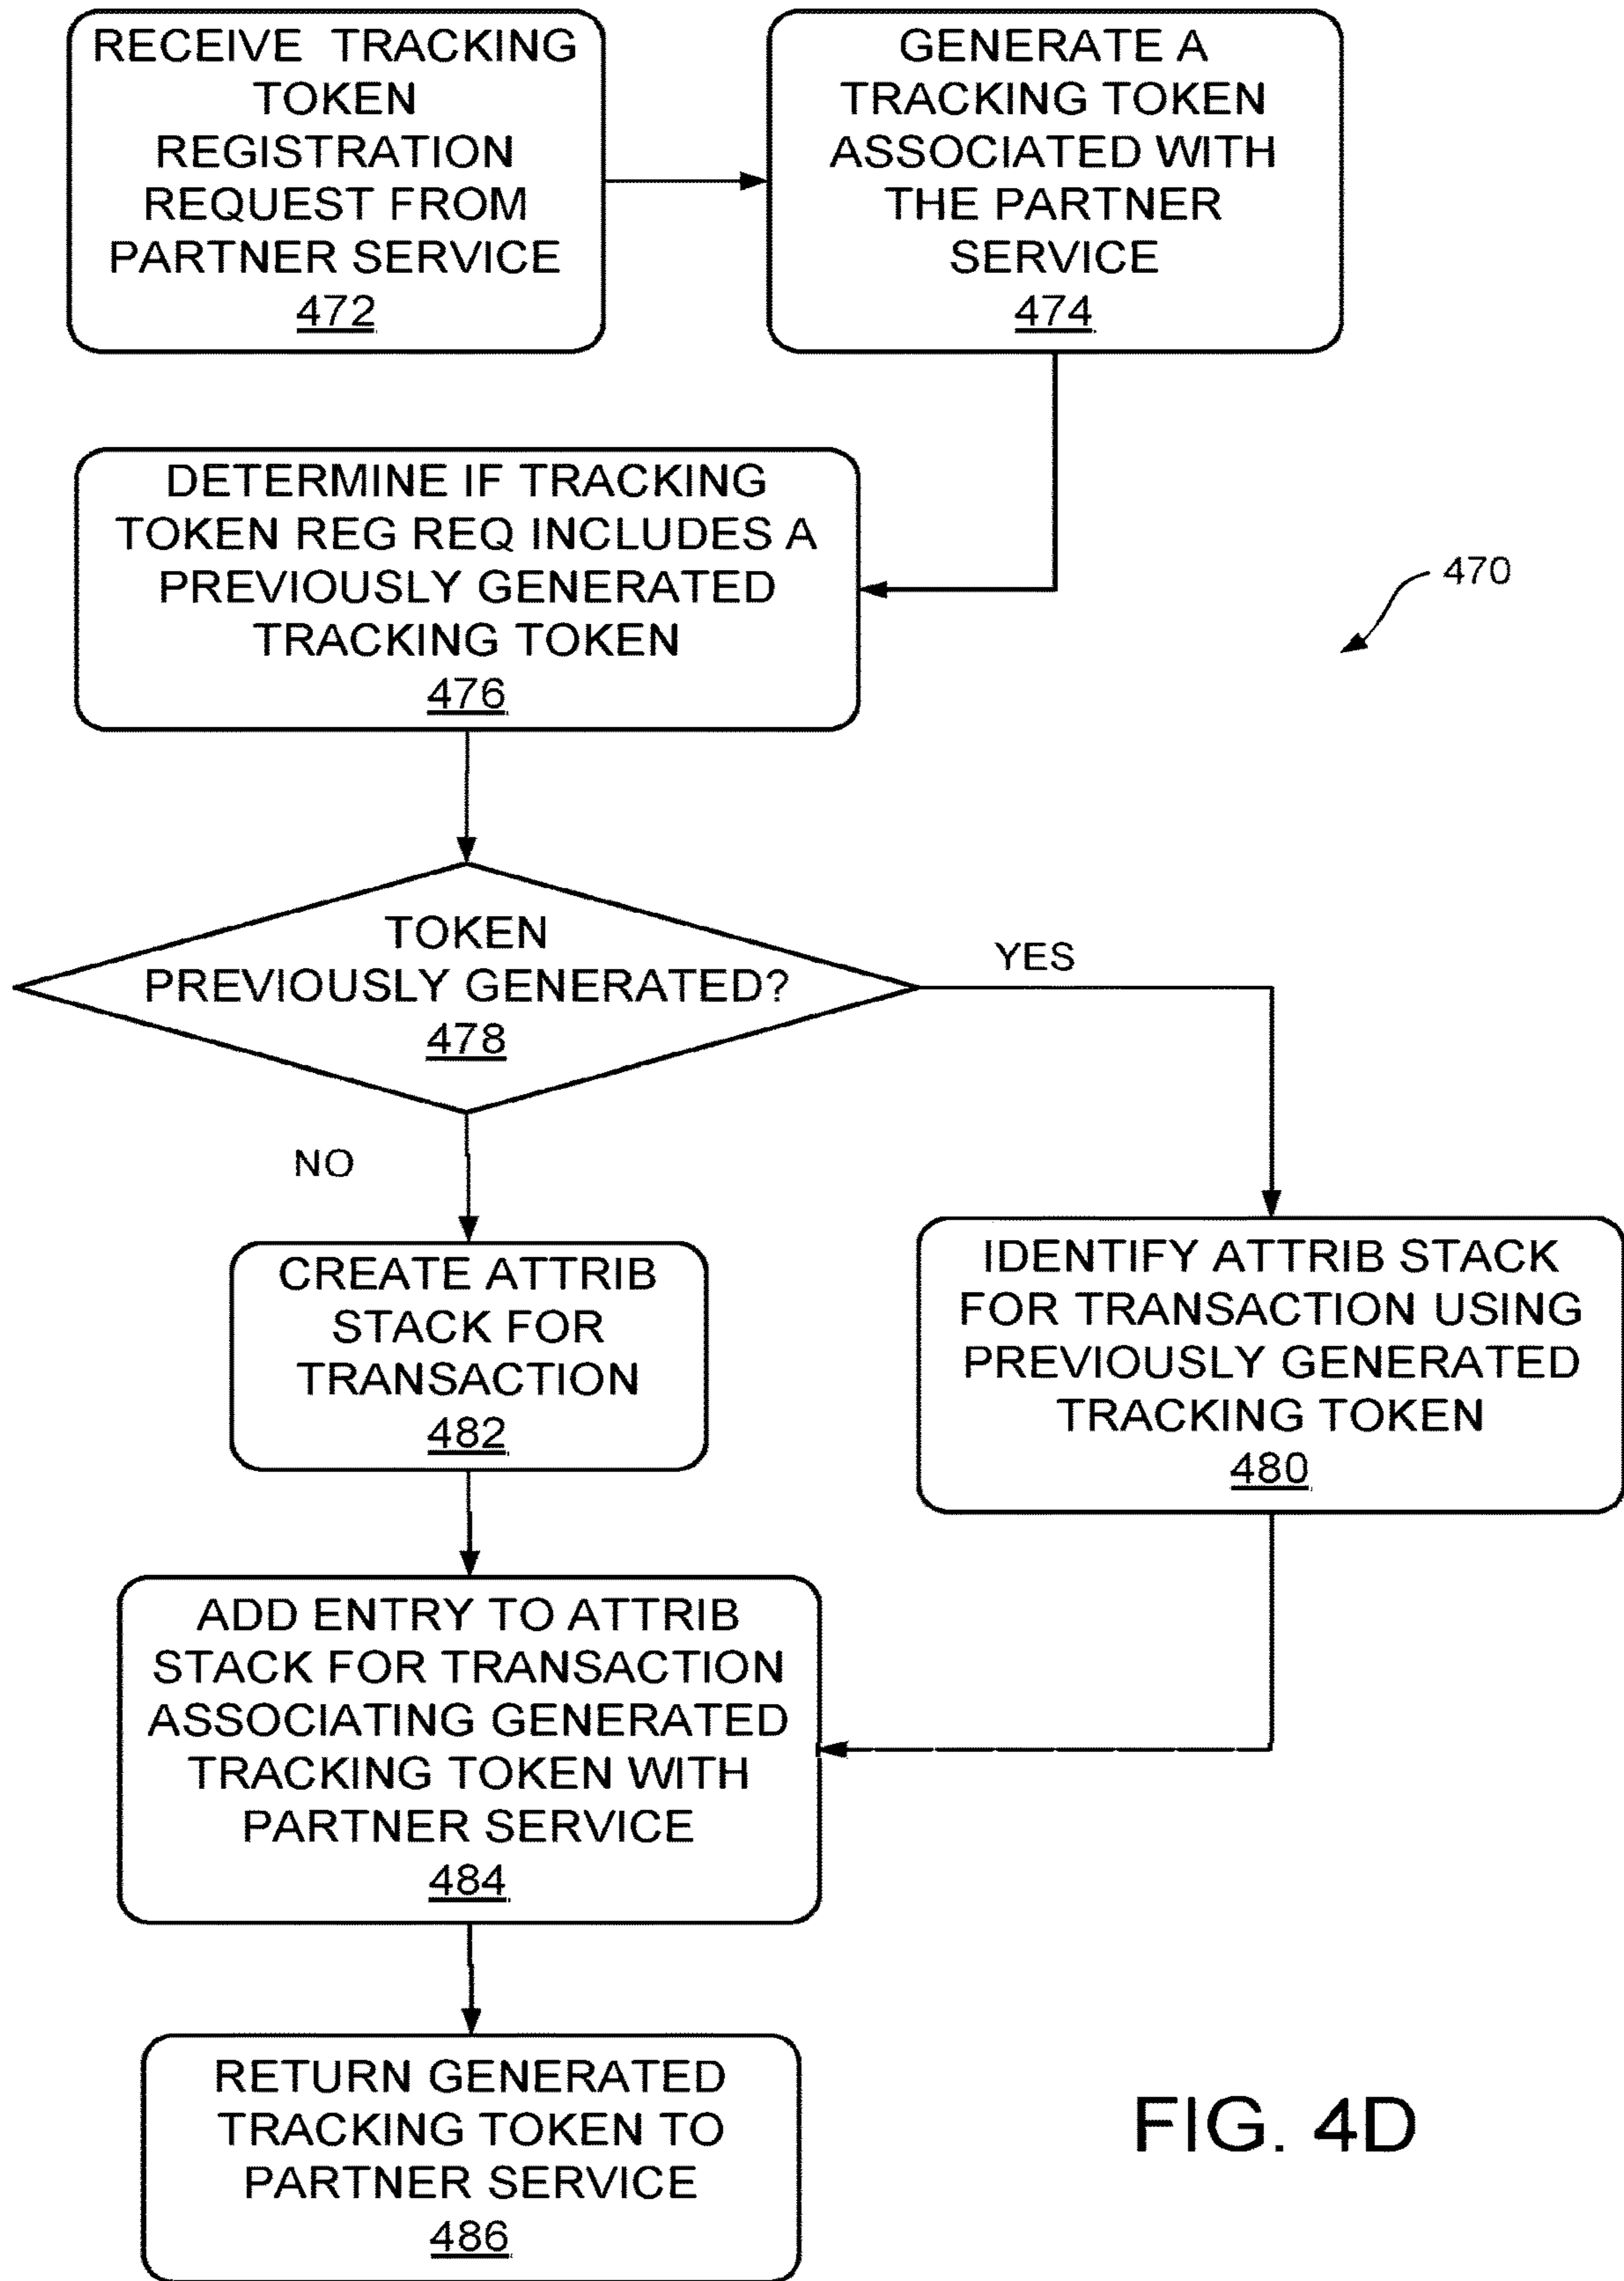 RECEIVE TRACKING
TOKEN
REGISTRATION
REQUEST FROM
PARTNER SERVICE
472
GENERATE A
TRACKING TOKEN
ASSOCIATED WITH
THE PARTNER
SERVICE
474
DETERMINE IF TRACKING
TOKEN REG REQ INCLUDES A
PREVIOUSLY GENERATED
TRACKING TOKEN
476
470
TOKEN
PREVIOUSLY GENERATED?
478
YES
NO
CREATE ATTRIB
STACK FOR
TRANSACTION
482
IDENTIFY ATTRIB STACK
FOR TRANSACTION USING
PREVIOUSLY GENERATED
TRACKING TOKEN
480
ADD ENTRY TO ATTRIB
STACK FOR TRANSACTION
ASSOCIATING GENERATED
TRACKING TOKEN WITH
PARTNER SERVICE
484
RETURN GENERATED
TRACKING TOKEN TO
PARTNER SERVICE
486
FIG. 4D